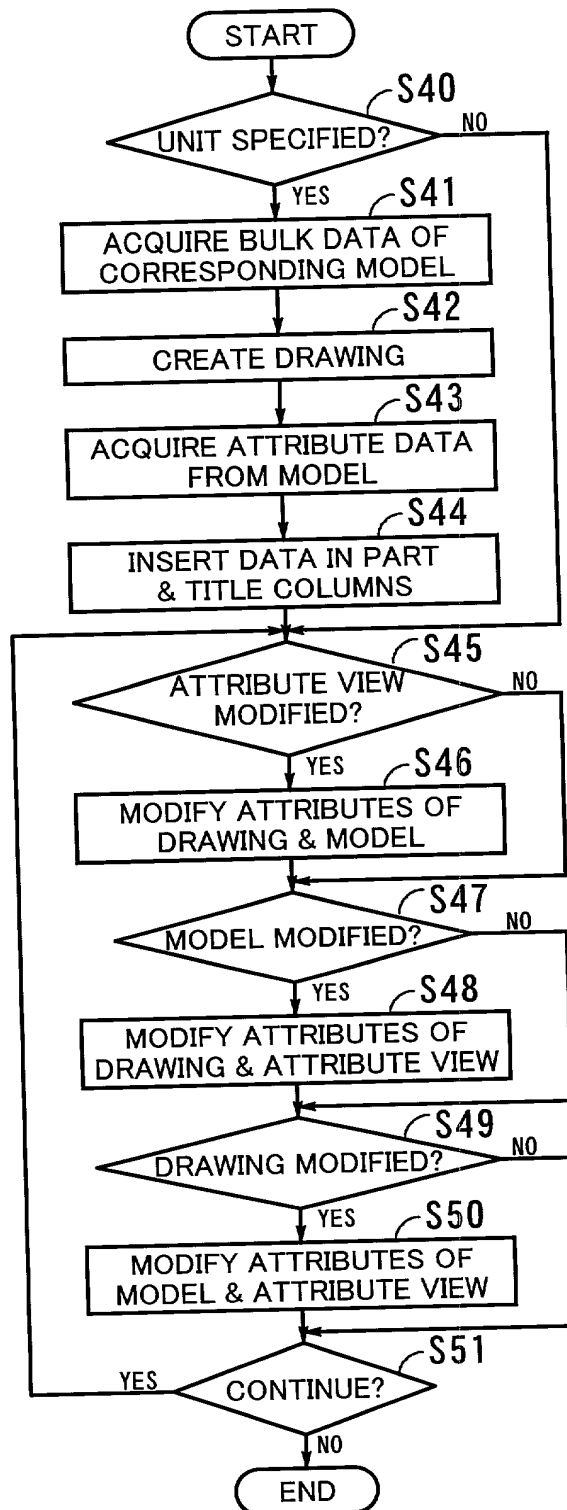 START
S40
UNIT SPECIFIED?
NO
YES
S41
ACQUIRE BULK DATA OF
CORRESPONDING MODEL
S42
CREATE DRAWING
S43
ACQUIRE ATTRIBUTE DATA
FROM MODEL
S44
INSERT DATA IN PART
& TITLE COLUMNS
S45
ATTRIBUTE VIEW
MODIFIED?
NO
YES
S46
MODIFY ATTRIBUTES OF
DRAWING & MODEL
S47
MODEL MODIFIED?
NO
YES
S48
MODIFY ATTRIBUTES OF
DRAWING & ATTRIBUTE VIEW
S49
DRAWING MODIFIED?
NO
YES
S50
MODIFY ATTRIBUTES OF
MODEL & ATTRIBUTE VIEW
S51
YES
CONTINUE?
NO
END